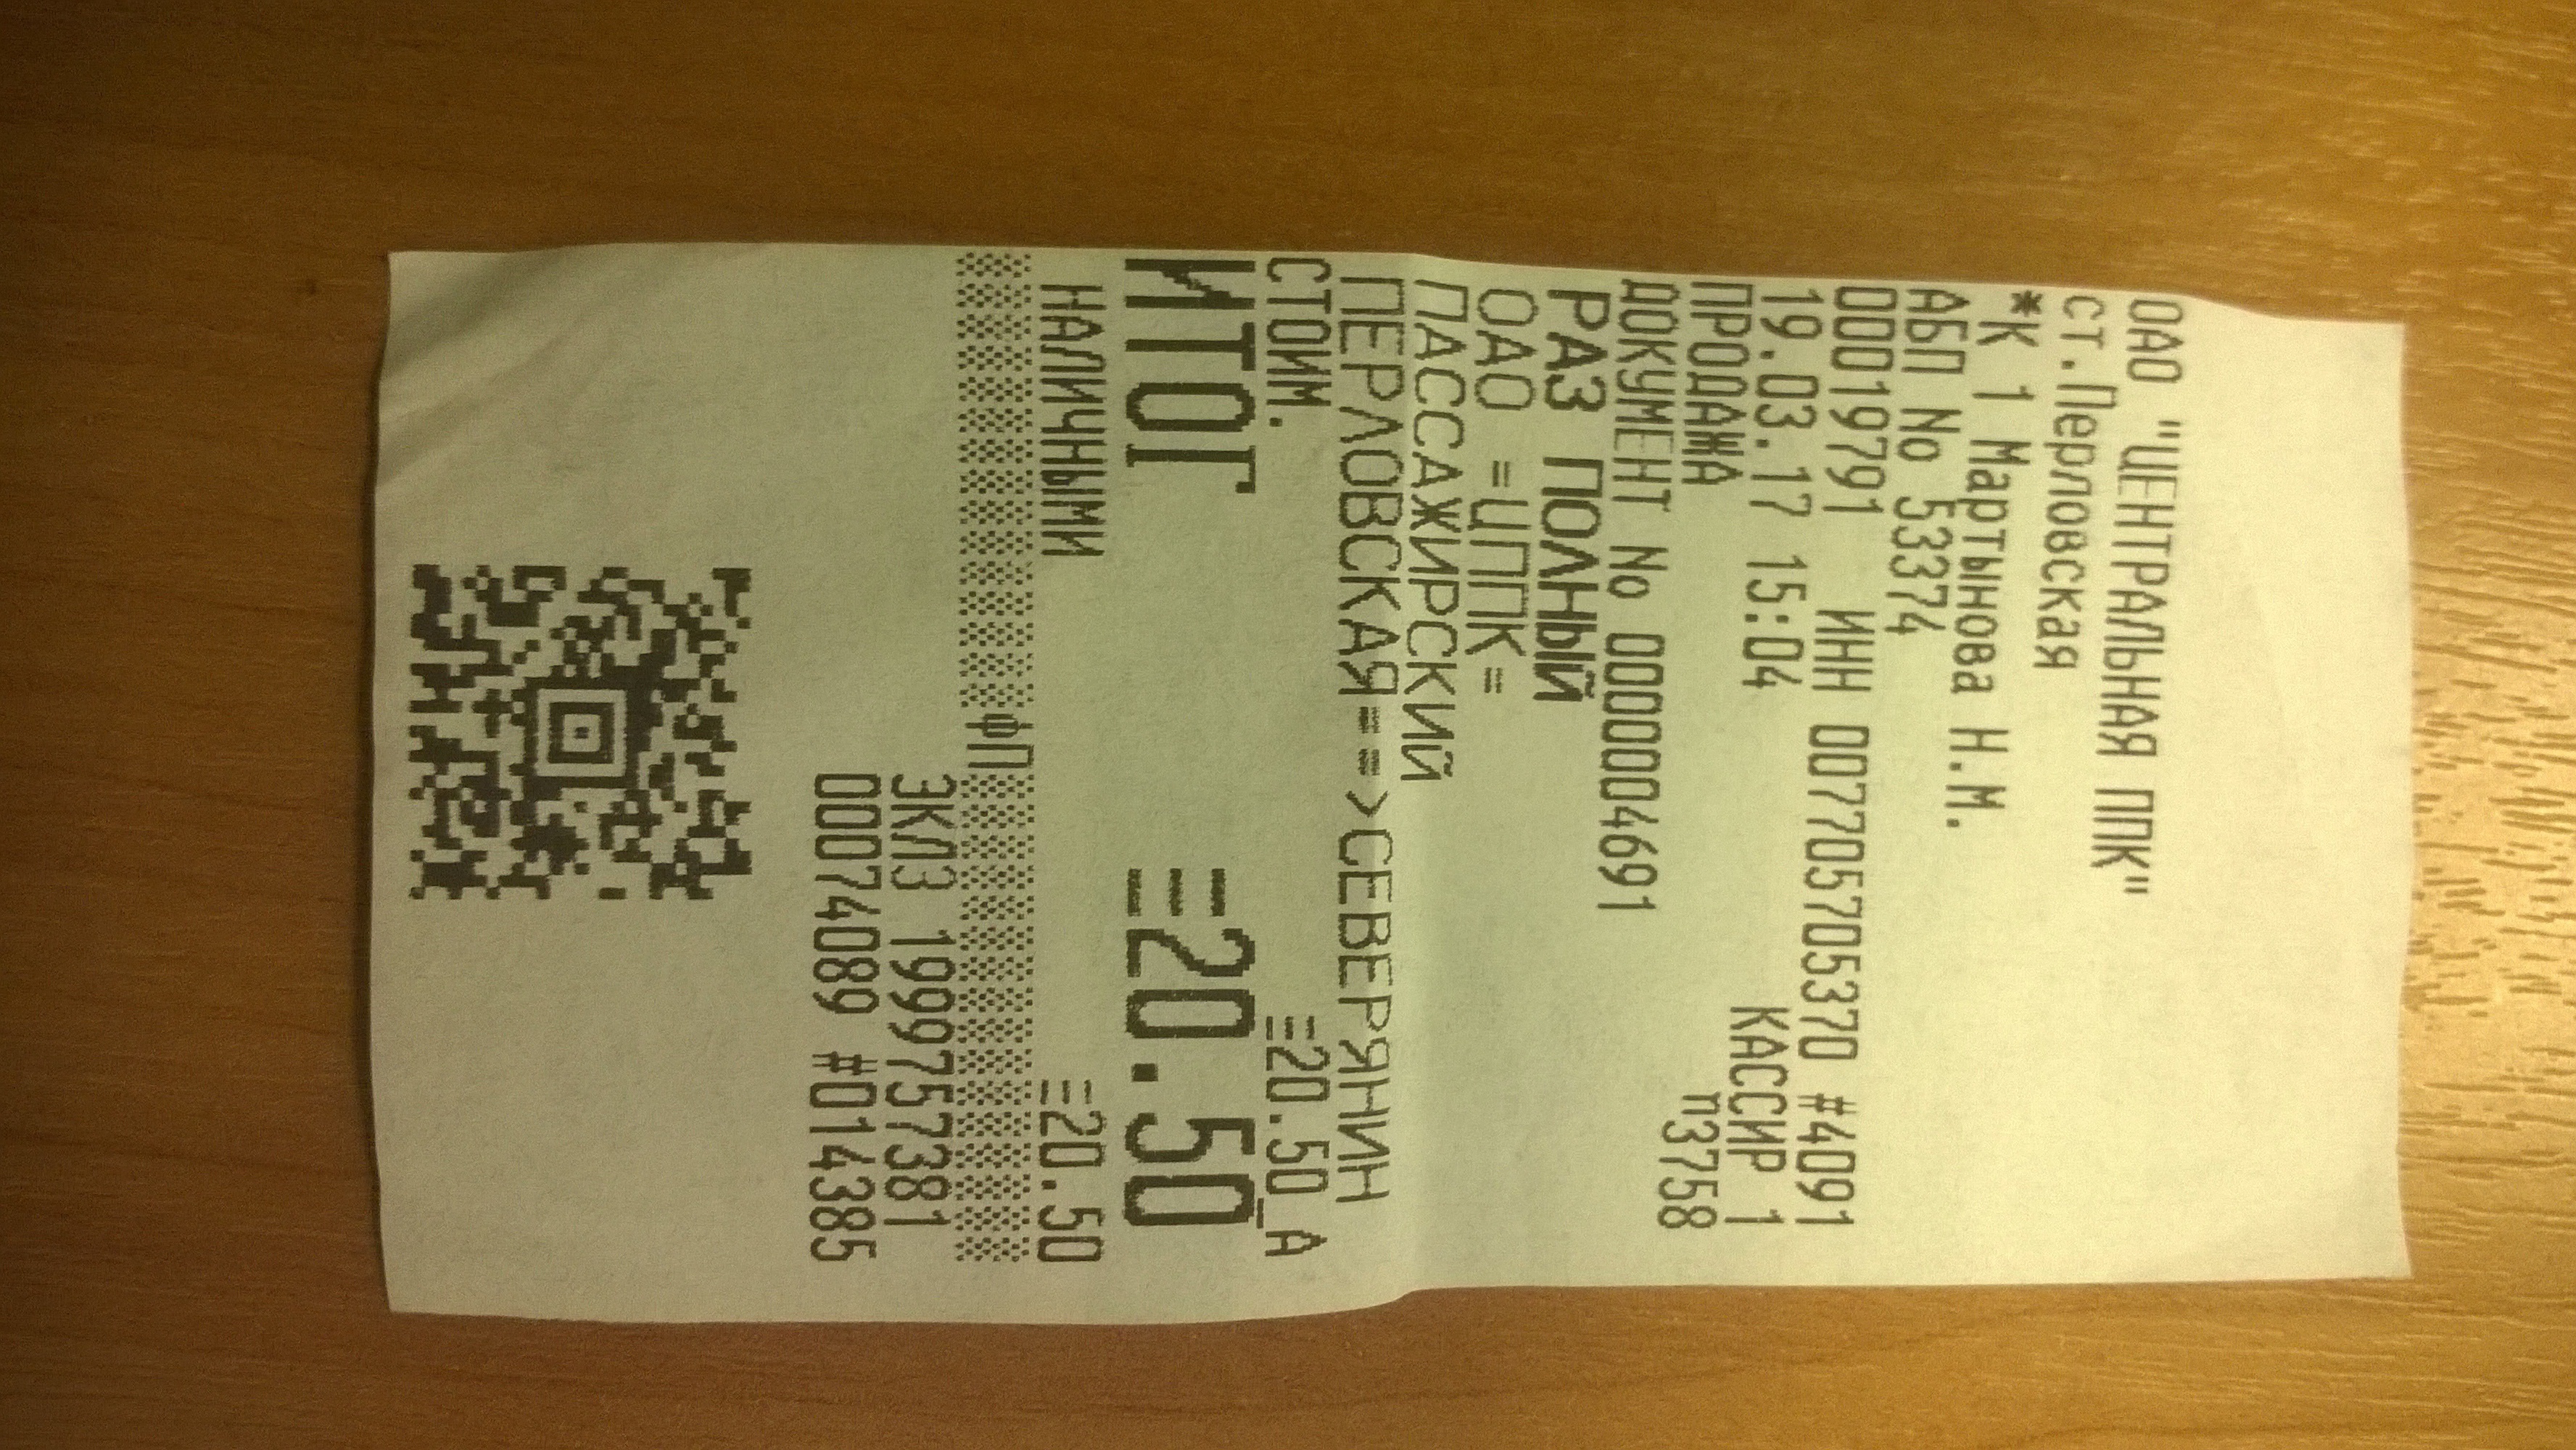 ОАО "ЦЕНТРАЛЬНАЯ ППК"
ст.Перловская
*К 1 Мартынова Н.М.
АБП No 53374
00019791 ИНН 007705705370 #4091
19.03.17 15:04 КАССИР 1
ПРОДАЖА п3758
ДОКУМЕНТ No 0000004691
РАЗ ПОЛНЫЙ
ОАО =ЦППК=
ПАССАЖИРСКИЙ
ПЕРЛОВСКАЯ==>СЕВЕРЯНИН
СТОИМ. ≡20.50_А
ИТОГ ≡20.50
НАЛИЧНЫМИ ≡20.50
ФП
ЭКЛЗ 1999757381
00074089 #014385